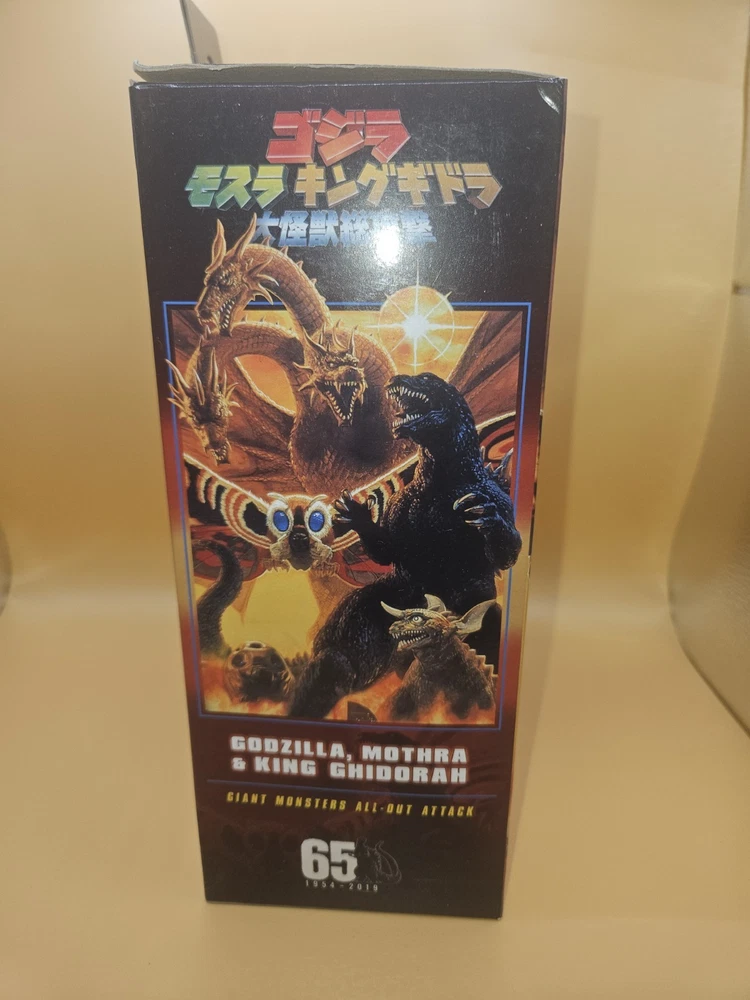 ゴジラ
モスラ キングギドラ
大怪獣総攻撃
GODZILLA, MOTHRA
& KING GHIDORAH
GIANT MONSTERS ALL-OUT ATTACK
65
1954-2019